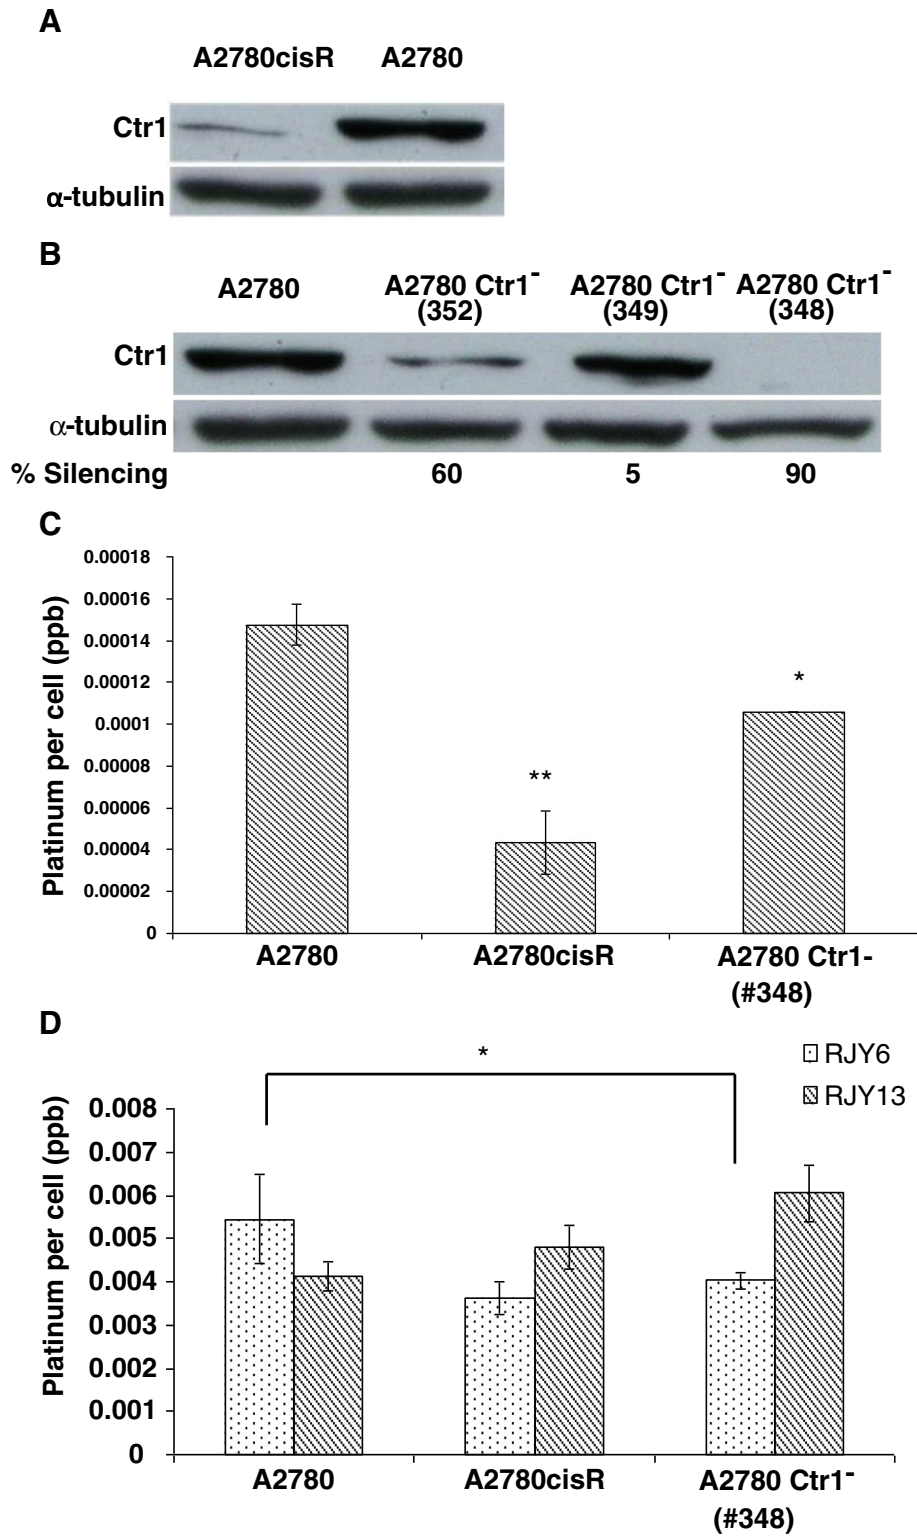 A
A2780cisR A2780
Ctr1
α-tubulin
B
A2780 A2780 Ctr1⁻ (352) A2780 Ctr1⁻ (349) A2780 Ctr1⁻ (348)
Ctr1
α-tubulin
% Silencing 60 5 90
C
Platinum per cell (ppb)
0.00018
0.00016
0.00014
0.00012
0.0001
0.00008
0.00006
0.00004
0.00002
0
*
**
A2780 A2780cisR A2780 Ctr1-
(#348)
D
RJY6
RJY13
*
Platinum per cell (ppb)
0.008
0.007
0.006
0.005
0.004
0.003
0.002
0.001
0
A2780 A2780cisR A2780 Ctr1⁻
(#348)